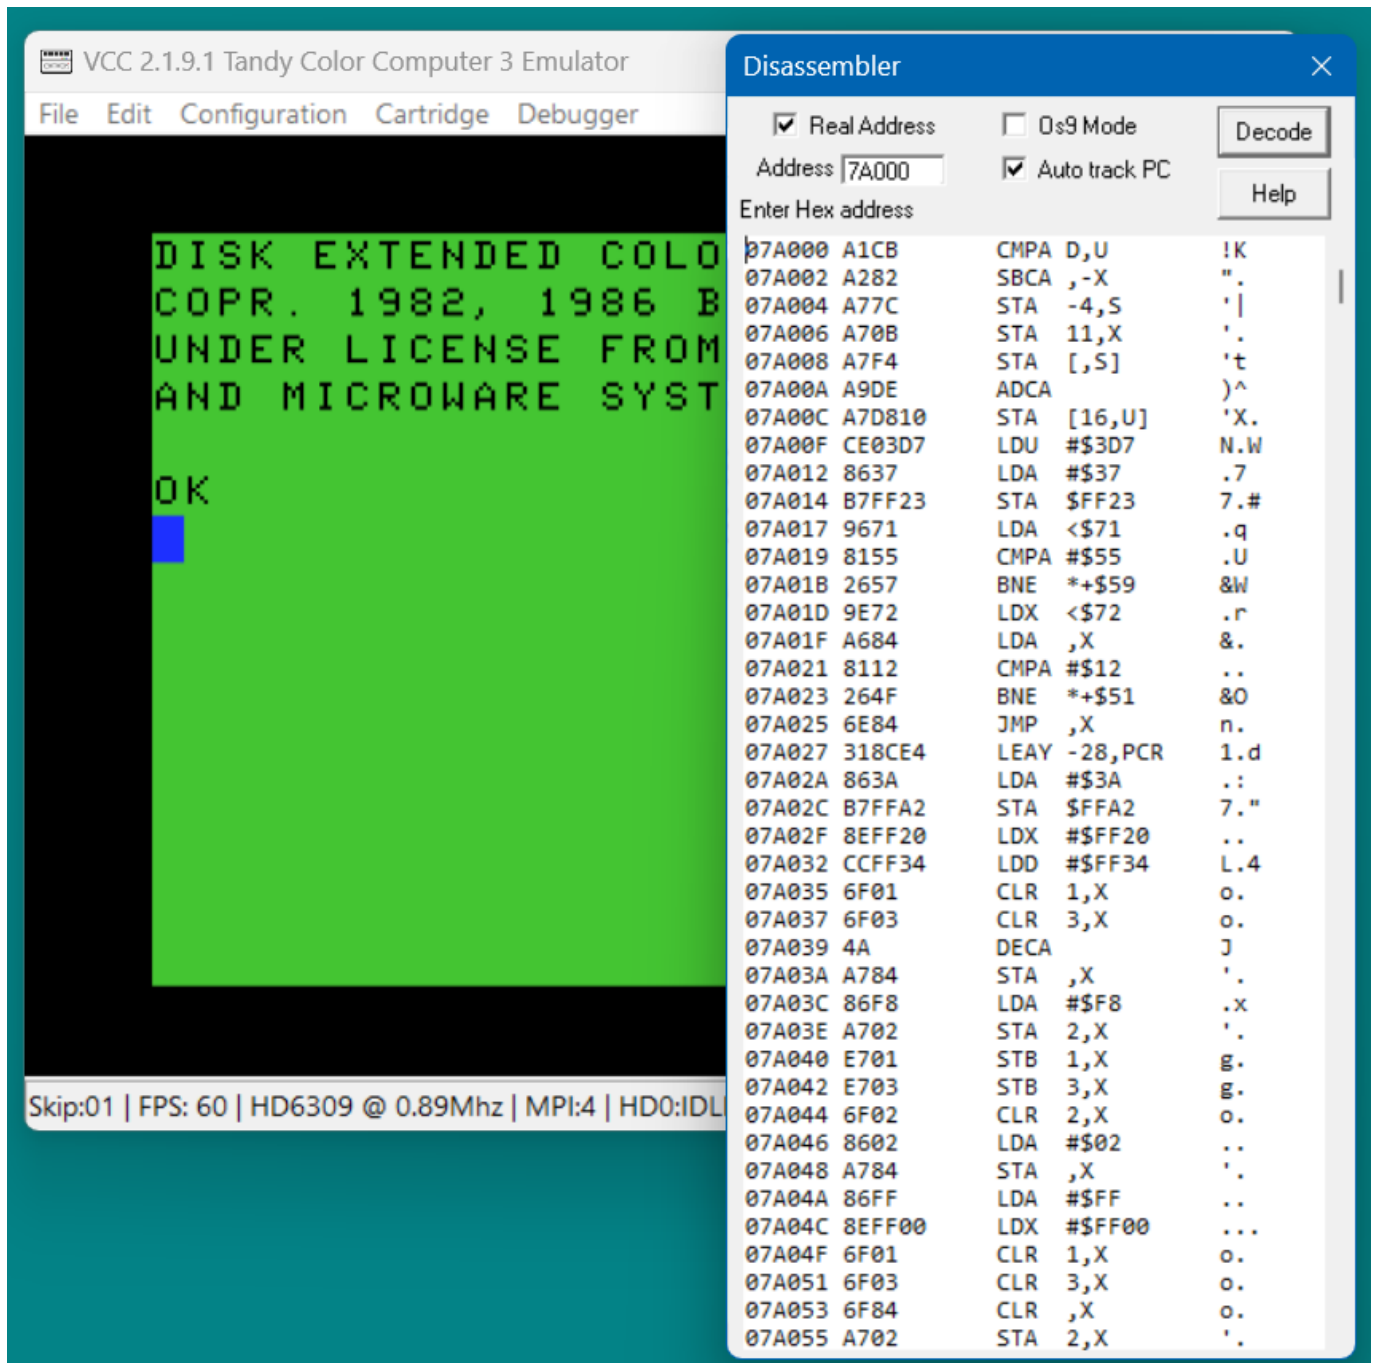 VCC 2.1.9.1 Tandy Color Computer 3 Emulator
File Edit Configuration Cartridge Debugger
DISK EXTENDED COLO
COPR. 1982, 1986 B
UNDER LICENSE FROM
AND MICROWARE SYST
OK
Skip:01 | FPS: 60 | HD6309 @ 0.89Mhz | MPI:4 | HD0:IDL
Disassembler
Real Address Os9 Mode Decode
Address 7A000 Auto track PC Help
Enter Hex address
07A000 A1CB CMPA D,U !K
07A002 A282 SBCA ,-X ".
07A004 A77C STA -4,S '|
07A006 A70B STA 11,X '.
07A008 A7F4 STA [,S] 't
07A00A A9DE ADCA )^
07A00C A7D810 STA [16,U] 'X.
07A00F CE03D7 LDU #$3D7 N.W
07A012 8637 LDA #$37 .7
07A014 B7FF23 STA $FF23 7.#
07A017 9671 LDA <$71 .q
07A019 8155 CMPA #$55 .U
07A01B 2657 BNE *+$59 &W
07A01D 9E72 LDX <$72 .r
07A01F A684 LDA ,X &.
07A021 8112 CMPA #$12 ..
07A023 264F BNE *+$51 &O
07A025 6E84 JMP ,X n.
07A027 318CE4 LEAY -28,PCR 1.d
07A02A 863A LDA #$3A .:
07A02C B7FFA2 STA $FFA2 7."
07A02F 8EFF20 LDX #$FF20 ..
07A032 CCFF34 LDD #$FF34 L.4
07A035 6F01 CLR 1,X o.
07A037 6F03 CLR 3,X o.
07A039 4A DECA J
07A03A A784 STA ,X '.
07A03C 86F8 LDA #$F8 .x
07A03E A702 STA 2,X '.
07A040 E701 STB 1,X g.
07A042 E703 STB 3,X g.
07A044 6F02 CLR 2,X o.
07A046 8602 LDA #$02 ..
07A048 A784 STA ,X '.
07A04A 86FF LDA #$FF ..
07A04C 8EFF00 LDX #$FF00 ...
07A04F 6F01 CLR 1,X o.
07A051 6F03 CLR 3,X o.
07A053 6F84 CLR ,X o.
07A055 A702 STA 2,X '.